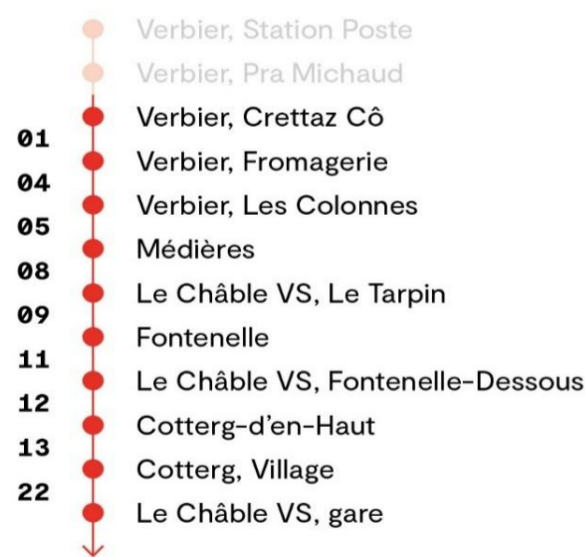 Verbier, Station Poste
Verbier, Pra Michaud
Verbier, Crettaz Cô
01
Verbier, Fromagerie
04
Verbier, Les Colonnes
05
Médières
08
Le Châble VS, Le Tarpin
09
Fontenelle
11
Le Châble VS, Fontenelle-Dessous
12
Cotterg-d’en-Haut
13
Cotterg, Village
22
Le Châble VS, gare